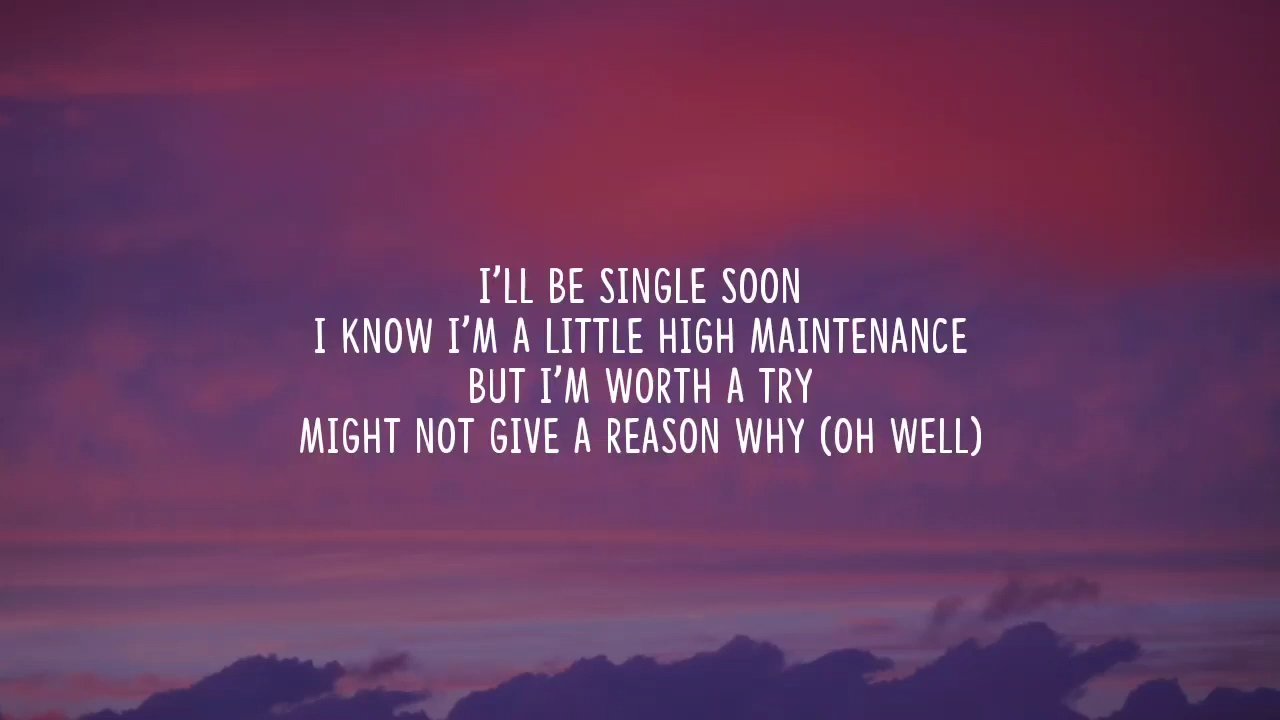 I'LL BE SINGLE SOON
I KNOW I'M A LITTLE HIGH MAINTENANCE
BUT I'M WORTH A TRY
MIGHT NOT GIVE A REASON WHY (OH WELL)